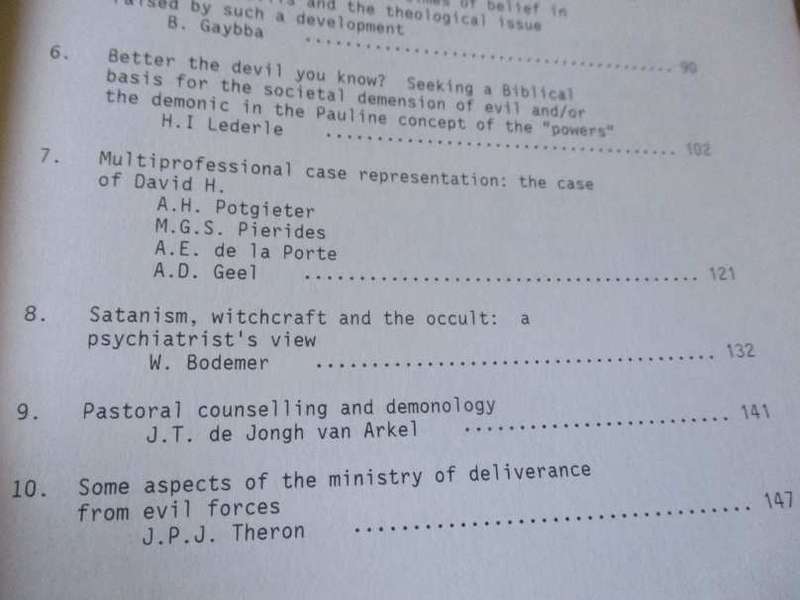 of belief in
and the theological issue
raised by such a development
B. Gaybba ........................................ 90
6. Better the devil you know? Seeking a Biblical
basis for the societal demension of evil and/or
the demonic in the Pauline concept of the "powers"
H.I Lederle ..................................... 102
7. Multiprofessional case representation: the case
of David H.
A.H. Potgieter
M.G.S. Pierides
A.E. de la Porte
A.D. Geel ........................................ 121
8. Satanism, witchcraft and the occult: a
psychiatrist's view
W. Bodemer ........................................ 132
9. Pastoral counselling and demonology
J.T. de Jongh van Arkel .......................... 141
10. Some aspects of the ministry of deliverance
from evil forces
J.P.J. Theron .................................... 147